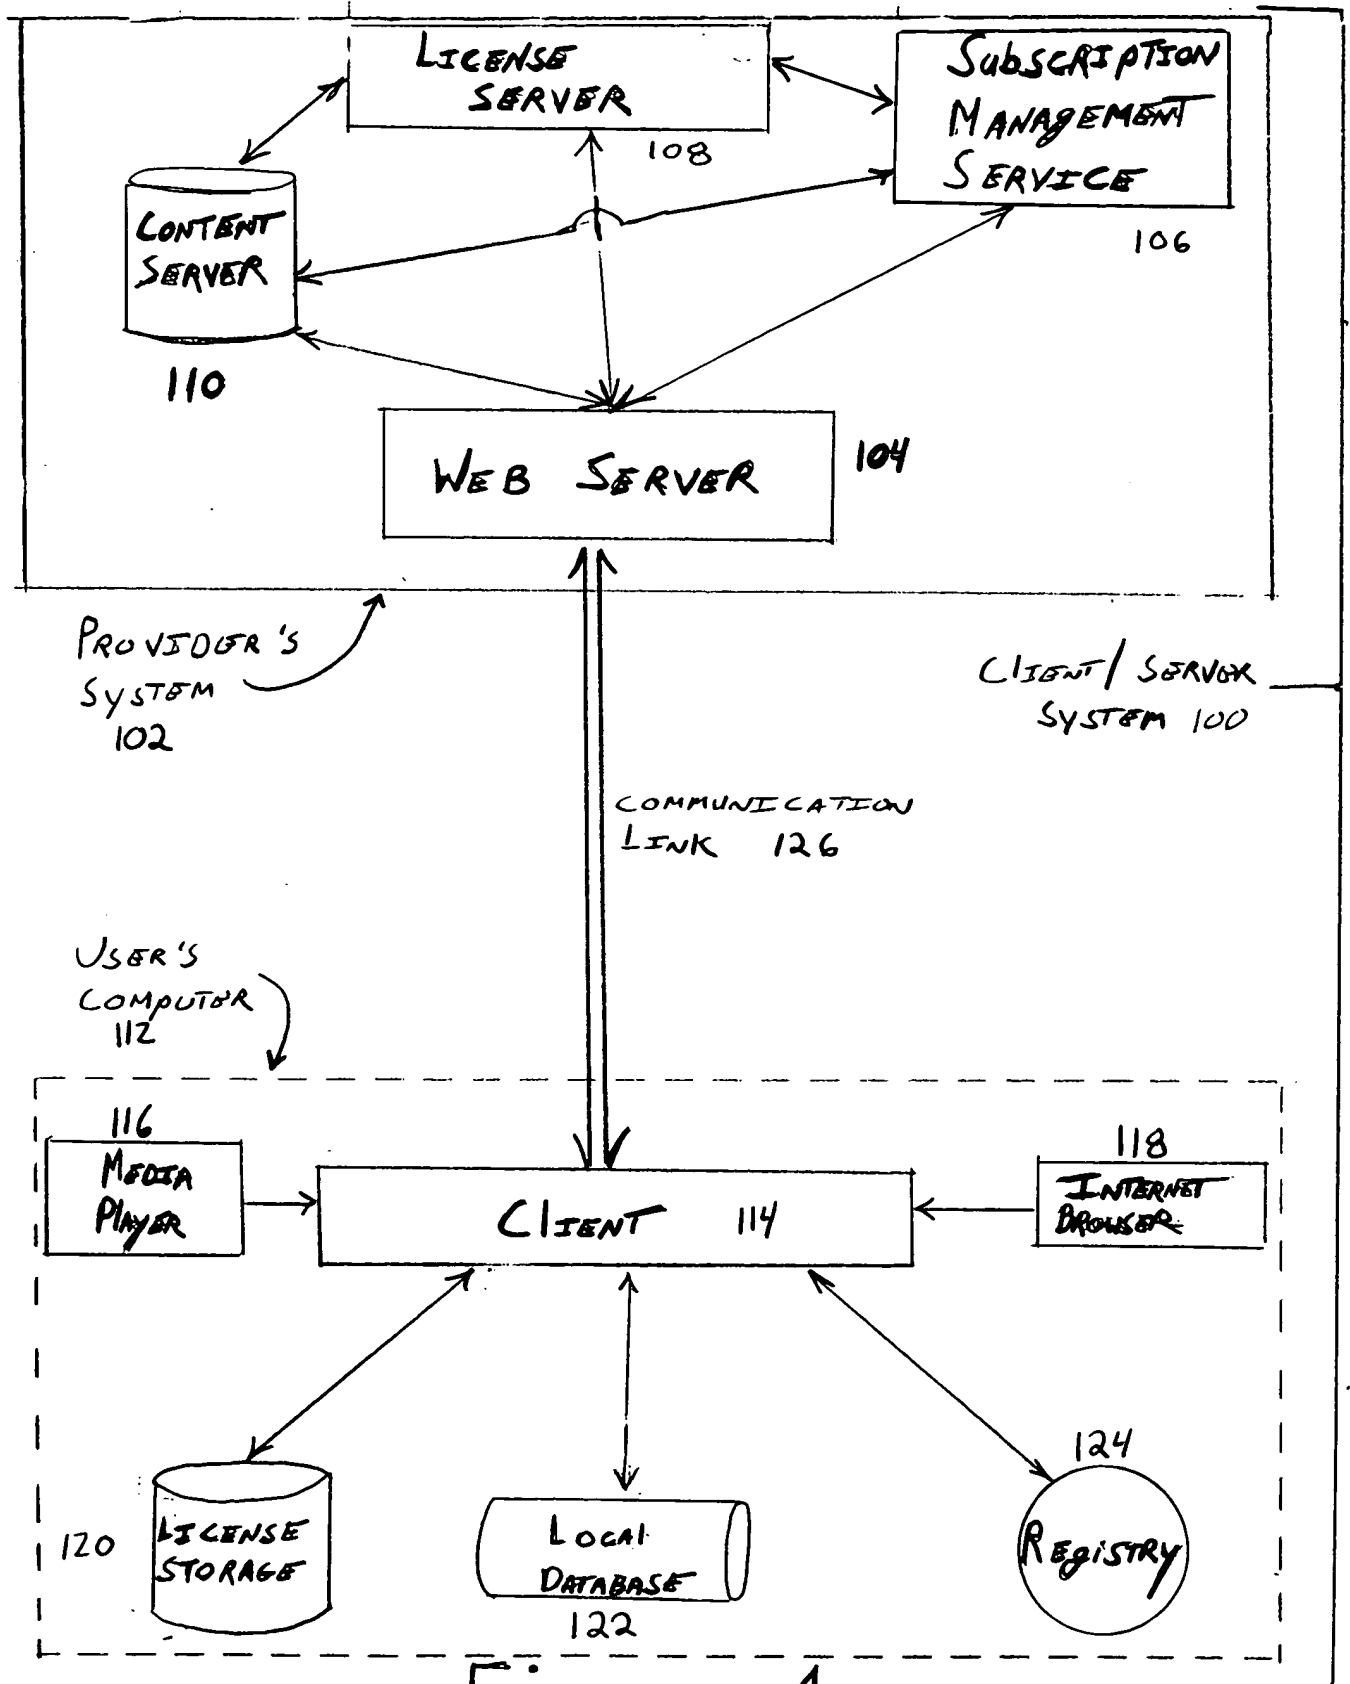 LICENSE
SERVER
108
SUBSCRIPTION
MANAGEMENT
SERVICE
106
CONTENT
SERVER
110
WEB SERVER
104
PROVIDER'S
SYSTEM
102
CLIENT/SERVER
SYSTEM 100
COMMUNICATION
LINK 126
USER'S
COMPUTER
112
116
MEDIA
PLAYER
CLIENT 114
118
INTERNET
BROWSER
120
LICENSE
STORAGE
LOCAL
DATABASE
122
124
REGISTRY